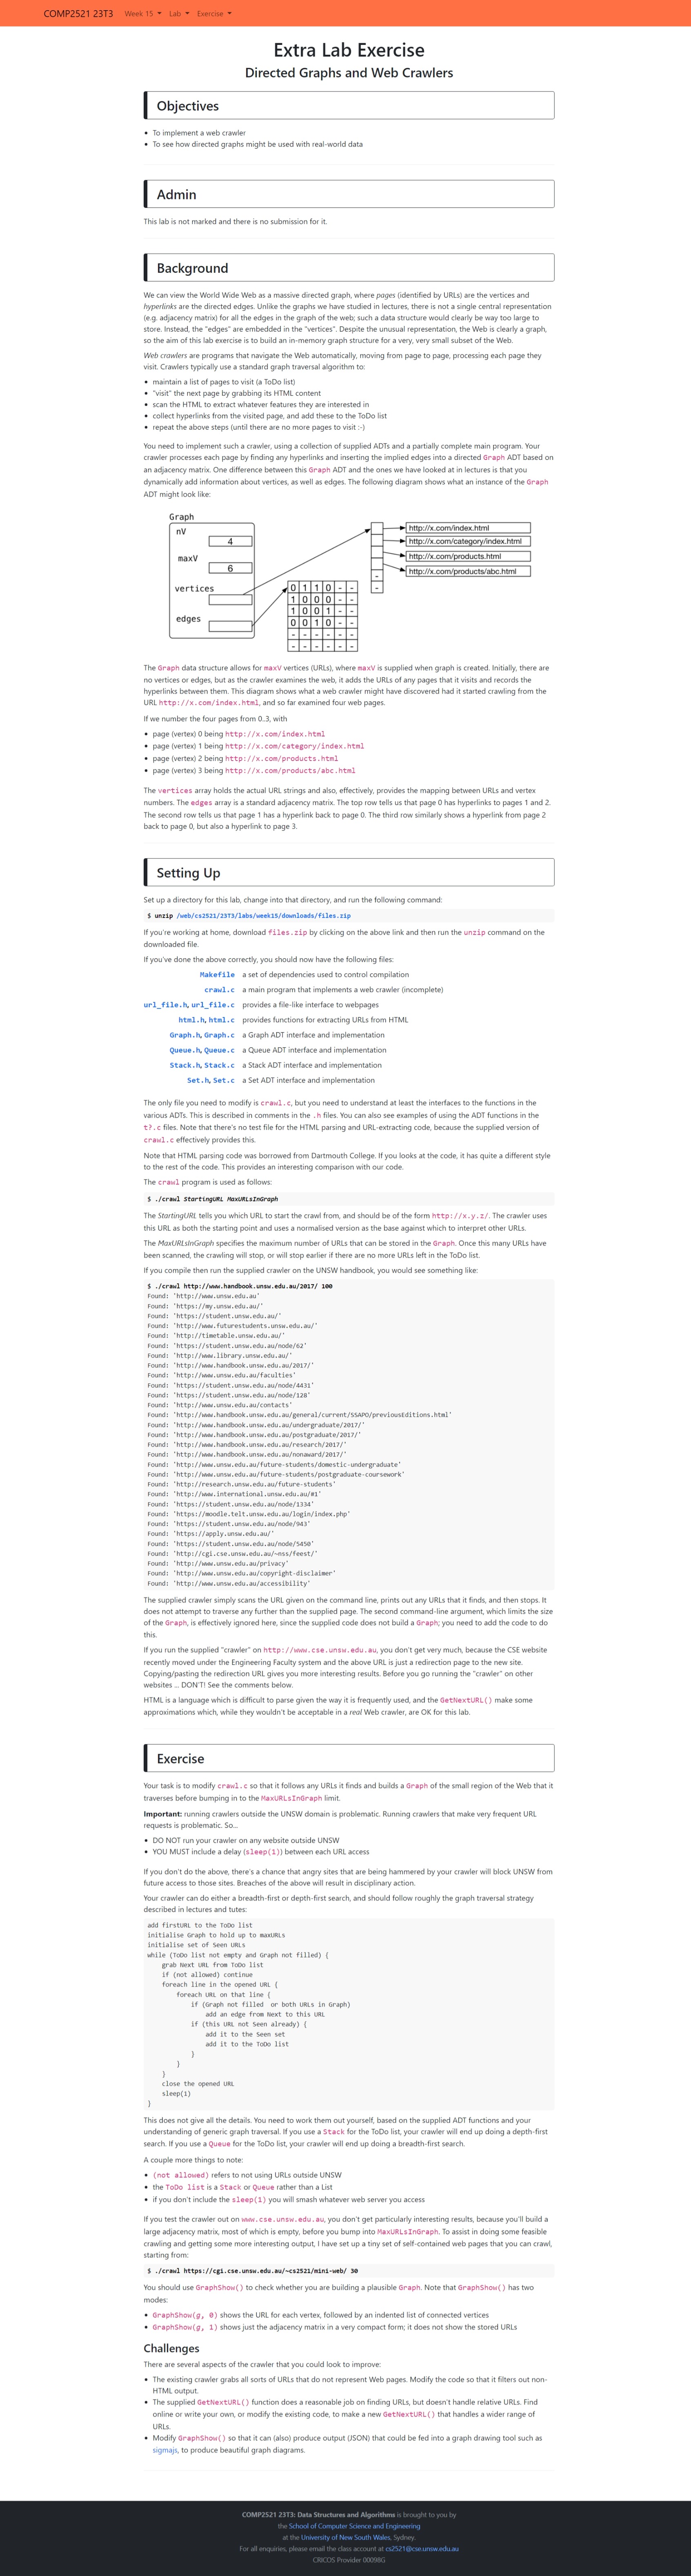 COMP2521 23T3 Week 15 Lab Exercise
Extra Lab Exercise
Directed Graphs and Web Crawlers
Objectives
To implement a web crawler
To see how directed graphs might be used with real-world data
Admin
This lab is not marked and there is no submission for it.
Background
We can view the World Wide Web as a massive directed graph, where pages (identified by URLs) are the vertices and
hyperlinks are the directed edges. Unlike the graphs we have studied in lectures, there is not a single central representation
(e.g. adjacency matrix) for all the edges in the graph of the web; such a data structure would clearly be way too large to
store. Instead, the "edges" are embedded in the "vertices". Despite the unusual representation, the Web is clearly a graph,
so the aim of this lab exercise is to build an in-memory graph structure for a very, very small subset of the Web.
Web crawlers are programs that navigate the Web automatically, moving from page to page, processing each page they
visit. Crawlers typically use a standard graph traversal algorithm to:
maintain a list of pages to visit (a ToDo list)
"visit" the next page by grabbing its HTML content
scan the HTML to extract whatever features they are interested in
collect hyperlinks from the visited page, and add these to the ToDo list
repeat the above steps (until there are no more pages to visit :-)
You need to implement such a crawler, using a collection of supplied ADTs and a partially complete main program. Your
crawler processes each page by finding any hyperlinks and inserting the implied edges into a directed Graph ADT based on
an adjacency matrix. One difference between this Graph ADT and the ones we have looked at in lectures is that you
dynamically add information about vertices, as well as edges. The following diagram shows what an instance of the Graph
ADT might look like:
Graph
nV
4
maxV
6
vertices
edges
0 1 1 0 - -
1 0 0 0 - -
1 0 0 1 - -
0 0 1 0 - -
- - - - - -
- - - - - -
-
-
http://x.com/index.html
http://x.com/category/index.html
http://x.com/products.html
http://x.com/products/abc.html
The Graph data structure allows for maxV vertices (URLs), where maxV is supplied when graph is created. Initially, there are
no vertices or edges, but as the crawler examines the web, it adds the URLs of any pages that it visits and records the
hyperlinks between them. This diagram shows what a web crawler might have discovered had it started crawling from the
URL http://x.com/index.html, and so far examined four web pages.
If we number the four pages from 0..3, with
page (vertex) 0 being http://x.com/index.html
page (vertex) 1 being http://x.com/category/index.html
page (vertex) 2 being http://x.com/products.html
page (vertex) 3 being http://x.com/products/abc.html
The vertices array holds the actual URL strings and also, effectively, provides the mapping between URLs and vertex
numbers. The edges array is a standard adjacency matrix. The top row tells us that page 0 has hyperlinks to pages 1 and 2.
The second row tells us that page 1 has a hyperlink back to page 0. The third row similarly shows a hyperlink from page 2
back to page 0, but also a hyperlink to page 3.
Setting Up
Set up a directory for this lab, change into that directory, and run the following command:
$ unzip /web/cs2521/23T3/labs/week15/downloads/files.zip
If you're working at home, download files.zip by clicking on the above link and then run the unzip command on the
downloaded file.
If you've done the above correctly, you should now have the following files:
Makefile a set of dependencies used to control compilation
crawl.c a main program that implements a web crawler (incomplete)
url_file.h, url_file.c provides a file-like interface to webpages
html.h, html.c provides functions for extracting URLs from HTML
Graph.h, Graph.c a Graph ADT interface and implementation
Queue.h, Queue.c a Queue ADT interface and implementation
Stack.h, Stack.c a Stack ADT interface and implementation
Set.h, Set.c a Set ADT interface and implementation
The only file you need to modify is crawl.c, but you need to understand at least the interfaces to the functions in the
various ADTs. This is described in comments in the .h files. You can also see examples of using the ADT functions in the
t?.c files. Note that there's no test file for the HTML parsing and URL-extracting code, because the supplied version of
crawl.c effectively provides this.
Note that HTML parsing code was borrowed from Dartmouth College. If you looks at the code, it has quite a different style
to the rest of the code. This provides an interesting comparison with our code.
The crawl program is used as follows:
$ ./crawl StartingURL MaxURLsInGraph
The StartingURL tells you which URL to start the crawl from, and should be of the form http://x.y.z/. The crawler uses
this URL as both the starting point and uses a normalised version as the base against which to interpret other URLs.
The MaxURLsInGraph specifies the maximum number of URLs that can be stored in the Graph. Once this many URLs have
been scanned, the crawling will stop, or will stop earlier if there are no more URLs left in the ToDo list.
If you compile then run the supplied crawler on the UNSW handbook, you would see something like:
$ ./crawl http://www.handbook.unsw.edu.au/2017/ 100
Found: 'http://www.unsw.edu.au'
Found: 'https://my.unsw.edu.au/'
Found: 'https://student.unsw.edu.au/'
Found: 'http://www.futurestudents.unsw.edu.au/'
Found: 'http://timetable.unsw.edu.au/'
Found: 'https://student.unsw.edu.au/node/62'
Found: 'http://www.library.unsw.edu.au/'
Found: 'http://www.handbook.unsw.edu.au/2017/'
Found: 'http://www.unsw.edu.au/faculties'
Found: 'https://student.unsw.edu.au/node/4431'
Found: 'https://student.unsw.edu.au/node/128'
Found: 'http://www.unsw.edu.au/contacts'
Found: 'http://www.handbook.unsw.edu.au/general/current/SSAPO/previousEditions.html'
Found: 'http://www.handbook.unsw.edu.au/undergraduate/2017/'
Found: 'http://www.handbook.unsw.edu.au/postgraduate/2017/'
Found: 'http://www.handbook.unsw.edu.au/research/2017/'
Found: 'http://www.handbook.unsw.edu.au/nonaward/2017/'
Found: 'http://www.unsw.edu.au/future-students/domestic-undergraduate'
Found: 'http://www.unsw.edu.au/future-students/postgraduate-coursework'
Found: 'http://research.unsw.edu.au/future-students'
Found: 'http://www.international.unsw.edu.au/#1'
Found: 'https://student.unsw.edu.au/node/1334'
Found: 'https://moodle.telt.unsw.edu.au/login/index.php'
Found: 'https://student.unsw.edu.au/node/943'
Found: 'https://apply.unsw.edu.au/'
Found: 'https://student.unsw.edu.au/node/5450'
Found: 'http://cgi.cse.unsw.edu.au/~nss/feest/'
Found: 'http://www.unsw.edu.au/privacy'
Found: 'http://www.unsw.edu.au/copyright-disclaimer'
Found: 'http://www.unsw.edu.au/accessibility'
The supplied crawler simply scans the URL given on the command line, prints out any URLs that it finds, and then stops. It
does not attempt to traverse any further than the supplied page. The second command-line argument, which limits the size
of the Graph, is effectively ignored here, since the supplied code does not build a Graph; you need to add the code to do
this.
If you run the supplied "crawler" on http://www.cse.unsw.edu.au, you don't get very much, because the CSE website
recently moved under the Engineering Faculty system and the above URL is just a redirection page to the new site.
Copying/pasting the redirection URL gives you more interesting results. Before you go running the "crawler" on other
websites ... DON'T! See the comments below.
HTML is a language which is difficult to parse given the way it is frequently used, and the GetNextURL() make some
approximations which, while they wouldn't be acceptable in a real Web crawler, are OK for this lab.
Exercise
Your task is to modify crawl.c so that it follows any URLs it finds and builds a Graph of the small region of the Web that it
traverses before bumping in to the MaxURLsInGraph limit.
Important: running crawlers outside the UNSW domain is problematic. Running crawlers that make very frequent URL
requests is problematic. So...
DO NOT run your crawler on any website outside UNSW
YOU MUST include a delay (sleep(1)) between each URL access
If you don't do the above, there's a chance that angry sites that are being hammered by your crawler will block UNSW from
future access to those sites. Breaches of the above will result in disciplinary action.
Your crawler can do either a breadth-first or depth-first search, and should follow roughly the graph traversal strategy
described in lectures and tutes:
add firstURL to the ToDo list
initialise Graph to hold up to maxURLs
initialise set of Seen URLs
while (ToDo list not empty and Graph not filled) {
grab Next URL from ToDo list
if (not allowed) continue
foreach line in the opened URL {
foreach URL on that line {
if (Graph not filled or both URLs in Graph)
add an edge from Next to this URL
if (this URL not Seen already) {
add it to the Seen set
add it to the ToDo list
}
}
}
close the opened URL
sleep(1)
}
This does not give all the details. You need to work them out yourself, based on the supplied ADT functions and your
understanding of generic graph traversal. If you use a Stack for the ToDo list, your crawler will end up doing a depth-first
search. If you use a Queue for the ToDo list, your crawler will end up doing a breadth-first search.
A couple more things to note:
(not allowed) refers to not using URLs outside UNSW
the ToDo list is a Stack or Queue rather than a List
if you don't include the sleep(1) you will smash whatever web server you access
If you test the crawler out on www.cse.unsw.edu.au, you don't get particularly interesting results, because you'll build a
large adjacency matrix, most of which is empty, before you bump into MaxURLsInGraph. To assist in doing some feasible
crawling and getting some more interesting output, I have set up a tiny set of self-contained web pages that you can crawl,
starting from:
$ ./crawl https://cgi.cse.unsw.edu.au/~cs2521/mini-web/ 30
You should use GraphShow() to check whether you are building a plausible Graph. Note that GraphShow() has two
modes:
GraphShow(g, 0) shows the URL for each vertex, followed by an indented list of connected vertices
GraphShow(g, 1) shows just the adjacency matrix in a very compact form; it does not show the stored URLs
Challenges
There are several aspects of the crawler that you could look to improve:
The existing crawler grabs all sorts of URLs that do not represent Web pages. Modify the code so that it filters out non-
HTML output.
The supplied GetNextURL() function does a reasonable job on finding URLs, but doesn't handle relative URLs. Find
online or write your own, or modify the existing code, to make a new GetNextURL() that handles a wider range of
URLs.
Modify GraphShow() so that it can (also) produce output (JSON) that could be fed into a graph drawing tool such as
sigmajs, to produce beautiful graph diagrams.
COMP2521 23T3: Data Structures and Algorithms is brought to you by
the School of Computer Science and Engineering
at the University of New South Wales, Sydney.
For all enquiries, please email the class account at cs2521@cse.unsw.edu.au
CRICOS Provider 00098G